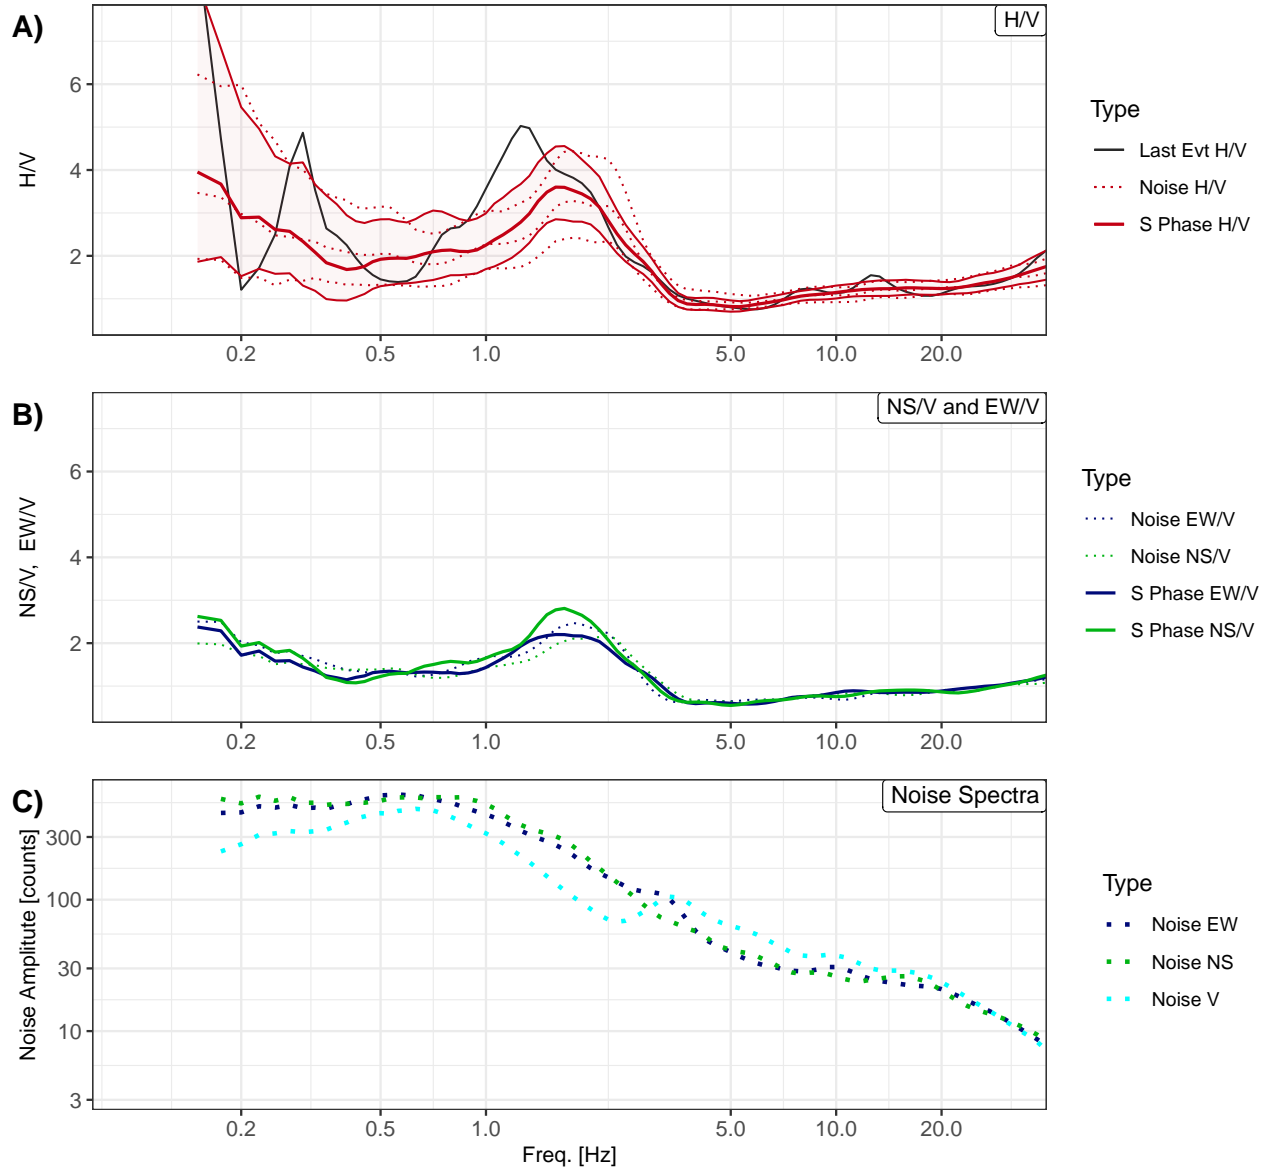 A)
H/V
6
4
2
H/V
0.2 0.5 1.0 5.0 10.0 20.0
Type
Last Evt H/V
Noise H/V
S Phase H/V
B)
NS/V and EW/V
6
4
2
NS/V, EW/V
0.2 0.5 1.0 5.0 10.0 20.0
Type
Noise EW/V
Noise NS/V
S Phase EW/V
S Phase NS/V
C)
Noise Spectra
300
100
30
10
3
Noise Amplitute [counts]
0.2 0.5 1.0 5.0 10.0 20.0
Freq. [Hz]
Type
Noise EW
Noise NS
Noise V